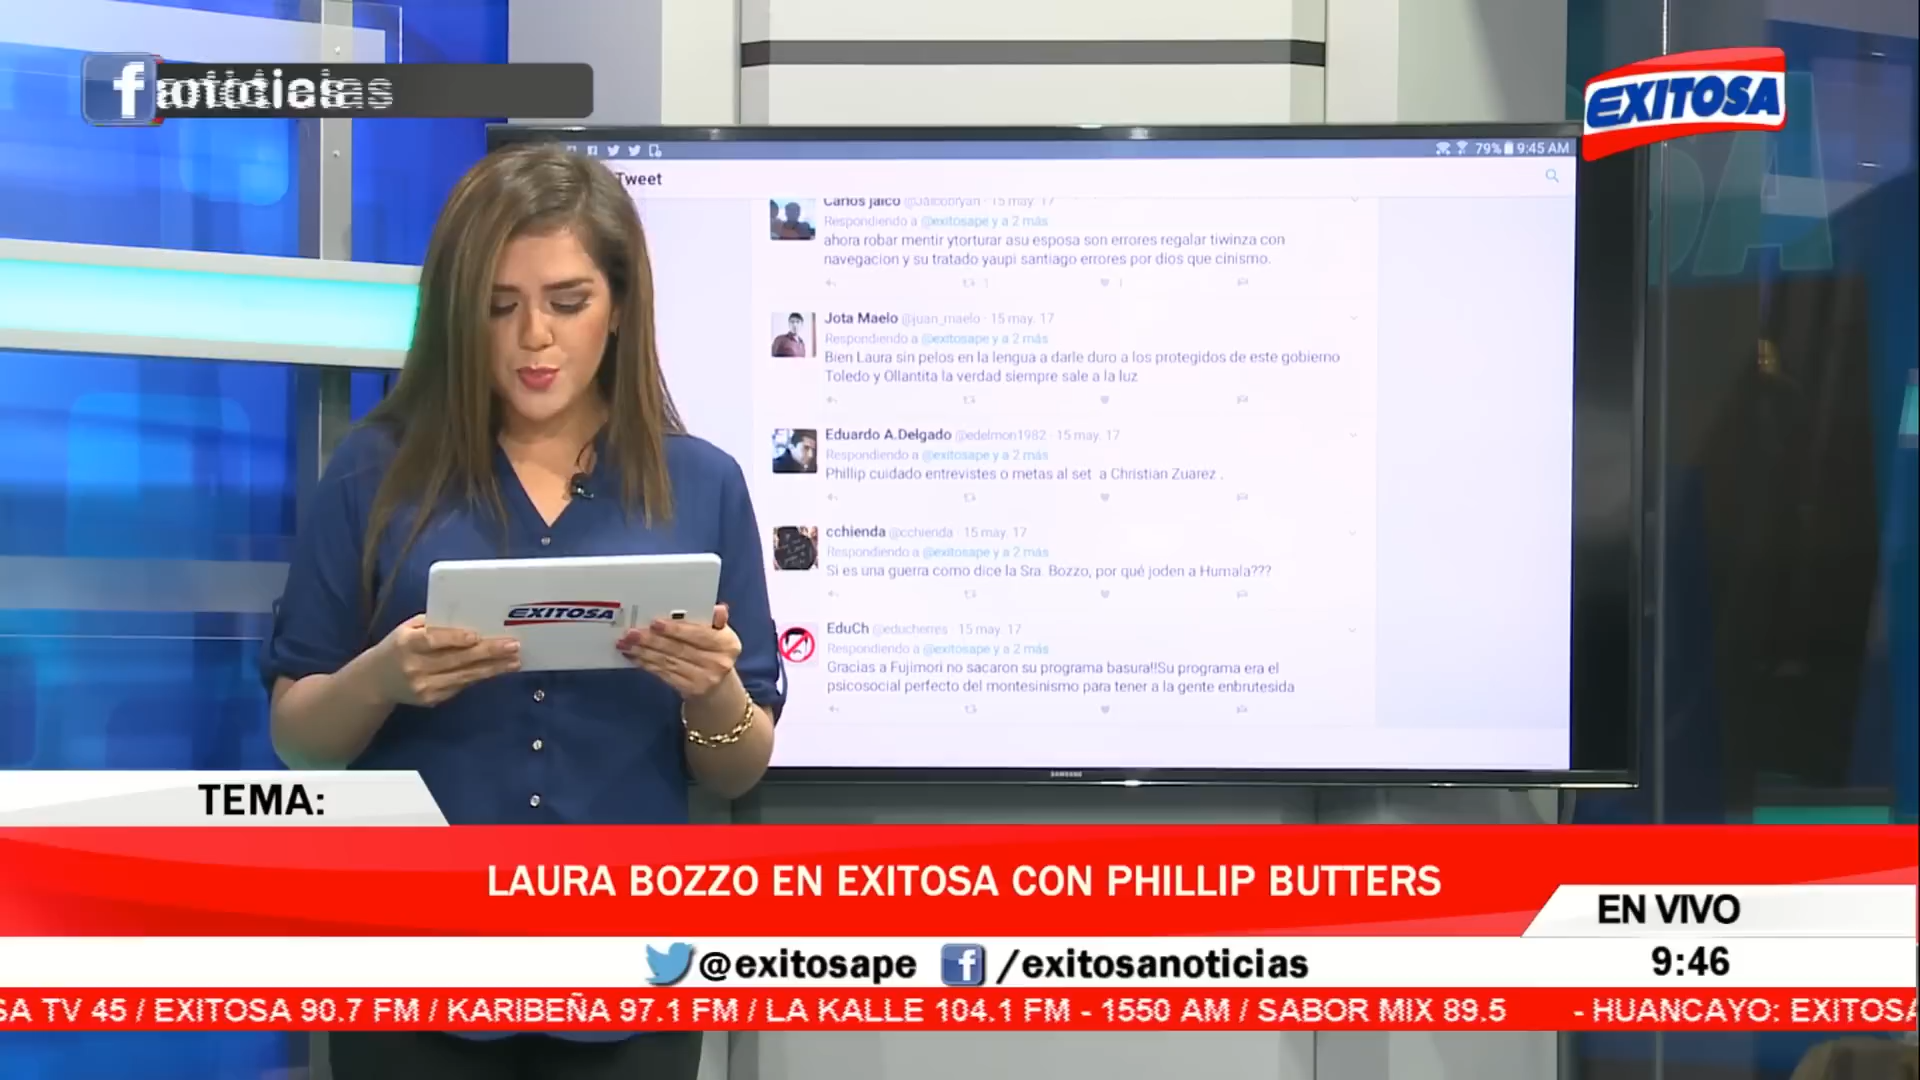 EXITOSA
79% 9:45 AM
Tweet
Carlos jalco @Jalcobryan · 15 may. 17
Respondiendo a @exitosape y a 2 más
ahora robar mentir ytorturar asu esposa son errores regalar tiwinza con
navegacion y su tratado yaupi santiago errores por dios que cinismo.
1 1
Jota Maelo @juan_maelo · 15 may. 17
Respondiendo a @exitosape y a 2 más
Bien Laura sin pelos en la lengua a darle duro a los protegidos de este gobierno
Toledo y Ollantita la verdad siempre sale a la luz
Eduardo A.Delgado @edelmon1982 · 15 may. 17
Respondiendo a @exitosape y a 2 más
Phillip cuidado entrevistes o metas al set a Christian Zuarez .
cchienda @cchienda · 15 may. 17
Respondiendo a @exitosape y a 2 más
Si es una guerra como dice la Sra. Bozzo, por qué joden a Humala???
EduCh @educherres · 15 may. 17
Respondiendo a @exitosape y a 2 más
Gracias a Fujimori no sacaron su programa basura!!Su programa era el
psicosocial perfecto del montesinismo para tener a la gente enbrutesida
SAMSUNG
EXITOSA
TEMA:
LAURA BOZZO EN EXITOSA CON PHILLIP BUTTERS
EN VIVO
@exitosape /exitosanoticias
9:46
SA TV 45 / EXITOSA 90.7 FM / KARIBEÑA 97.1 FM / LA KALLE 104.1 FM - 1550 AM / SABOR MIX 89.5 - HUANCAYO: EXITOSA